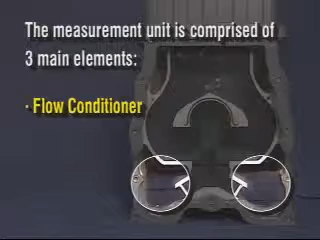 The measurement unit is comprised of
3 main elements:
· Flow Conditioner